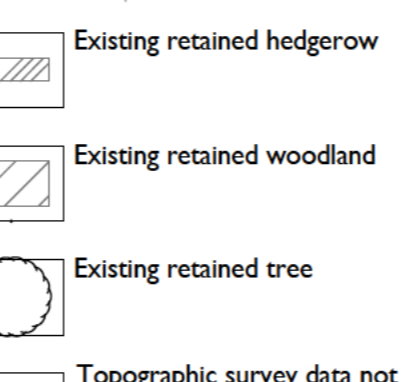 Existing retained hedgerow
Existing retained woodland
Existing retained tree
Topographic survey data not